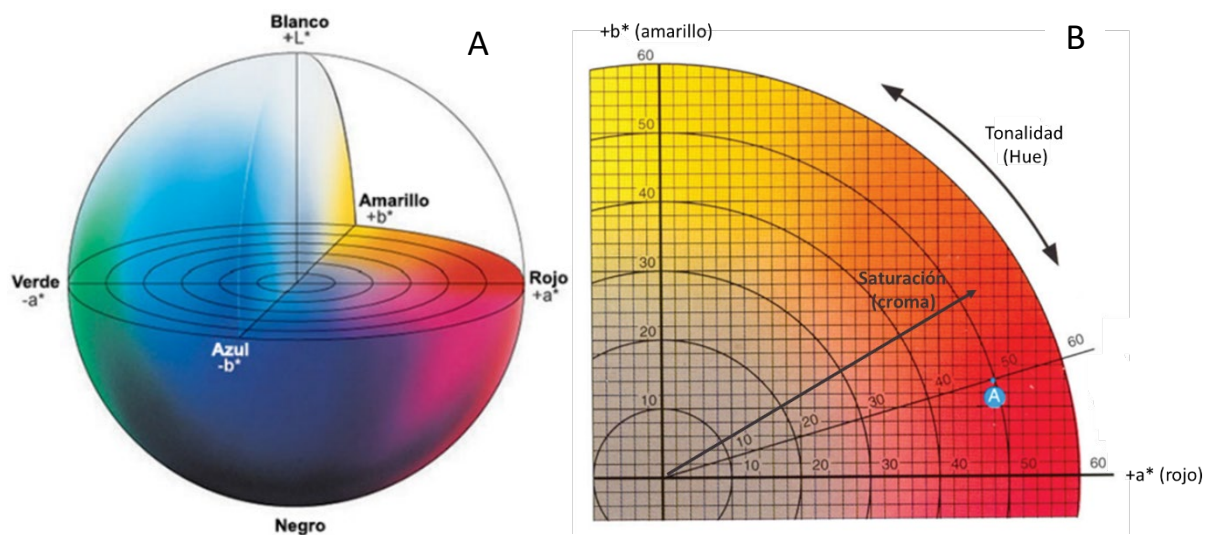 Blanco
+L*
A
Amarillo
+b*
Verde
-a*
Rojo
+a*
Azul
-b*
Negro
+b* (amarillo)
B
60
50
40
30
20
10
Tonalidad
(Hue)
Saturación
(croma)
10
20
30
40
50
60
A
10
20
30
40
50
60
+a* (rojo)